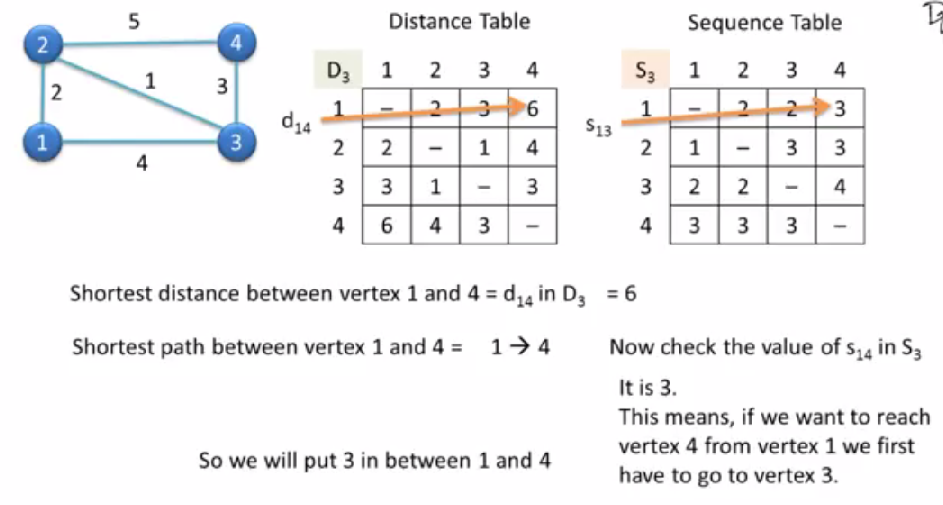 Distance Table
Sequence Table
5
2
4
2
1
3
1
3
4
D₃ 1 2 3 4
d₁₄
1 – 2 3 6
2 2 – 1 4
3 3 1 – 3
4 6 4 3 –
S₃ 1 2 3 4
s₁₃
1 – 2 2 3
2 1 – 3 3
3 2 2 – 4
4 3 3 3 –
Shortest distance between vertex 1 and 4 = d₁₄ in D₃ = 6
Shortest path between vertex 1 and 4 = 1 → 4
Now check the value of s₁₄ in S₃
It is 3.
This means, if we want to reach
vertex 4 from vertex 1 we first
have to go to vertex 3.
So we will put 3 in between 1 and 4